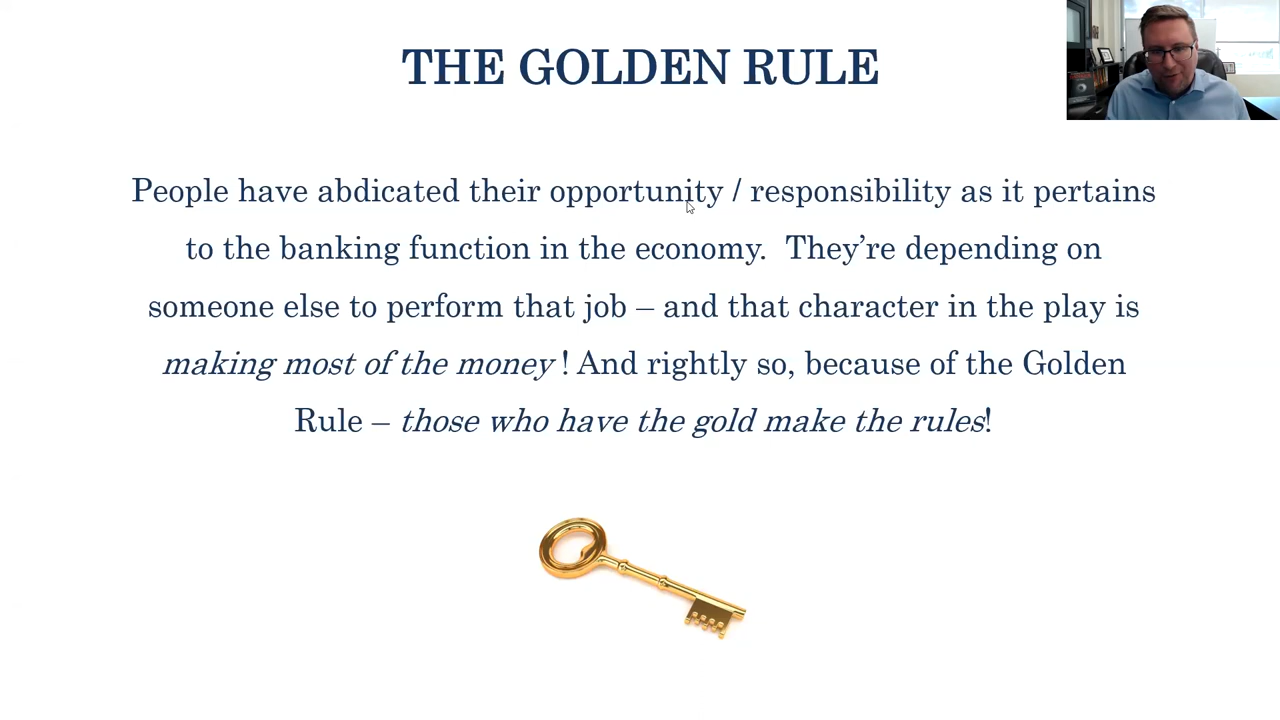 THE GOLDEN RULE
People have abdicated their opportunity / responsibility as it pertains
to the banking function in the economy.  They’re depending on
someone else to perform that job – and that character in the play is
making most of the money ! And rightly so, because of the Golden
Rule – those who have the gold make the rules!